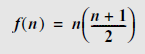 f(n) = n((n + 1)/2)